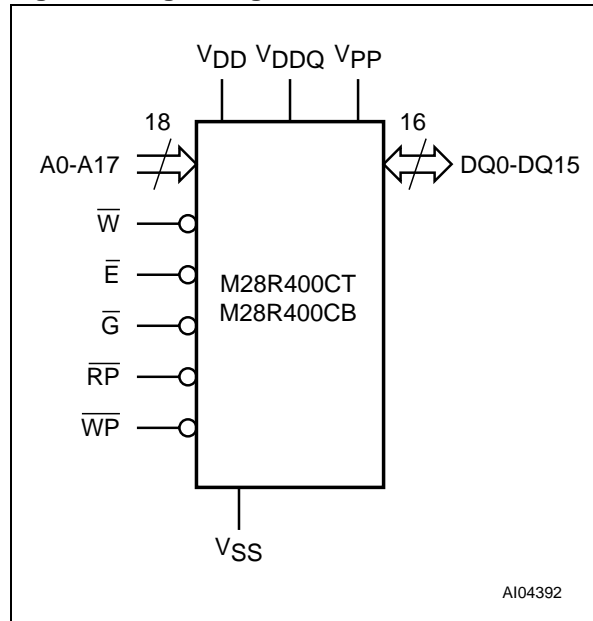 VDD VDDQ VPP
18
16
A0-A17
DQ0-DQ15
W
E
M28R400CT
G
M28R400CB
RP
WP
VSS
AI04392